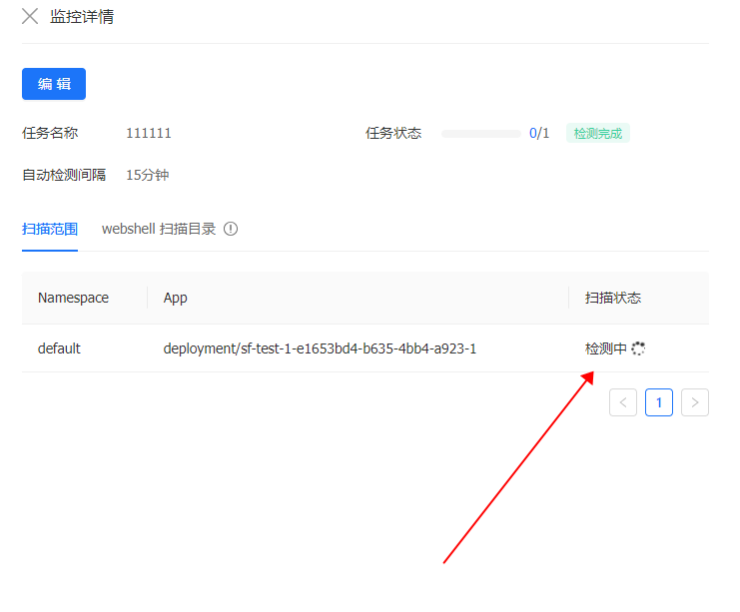 监控详情
编 辑
任务名称 111111 任务状态 0/1 检测完成
自动检测间隔 15分钟
扫描范围 webshell 扫描目录
Namespace App 扫描状态
default deployment/sf-test-1-e1653bd4-b635-4bb4-a923-1 检测中
< 1 >